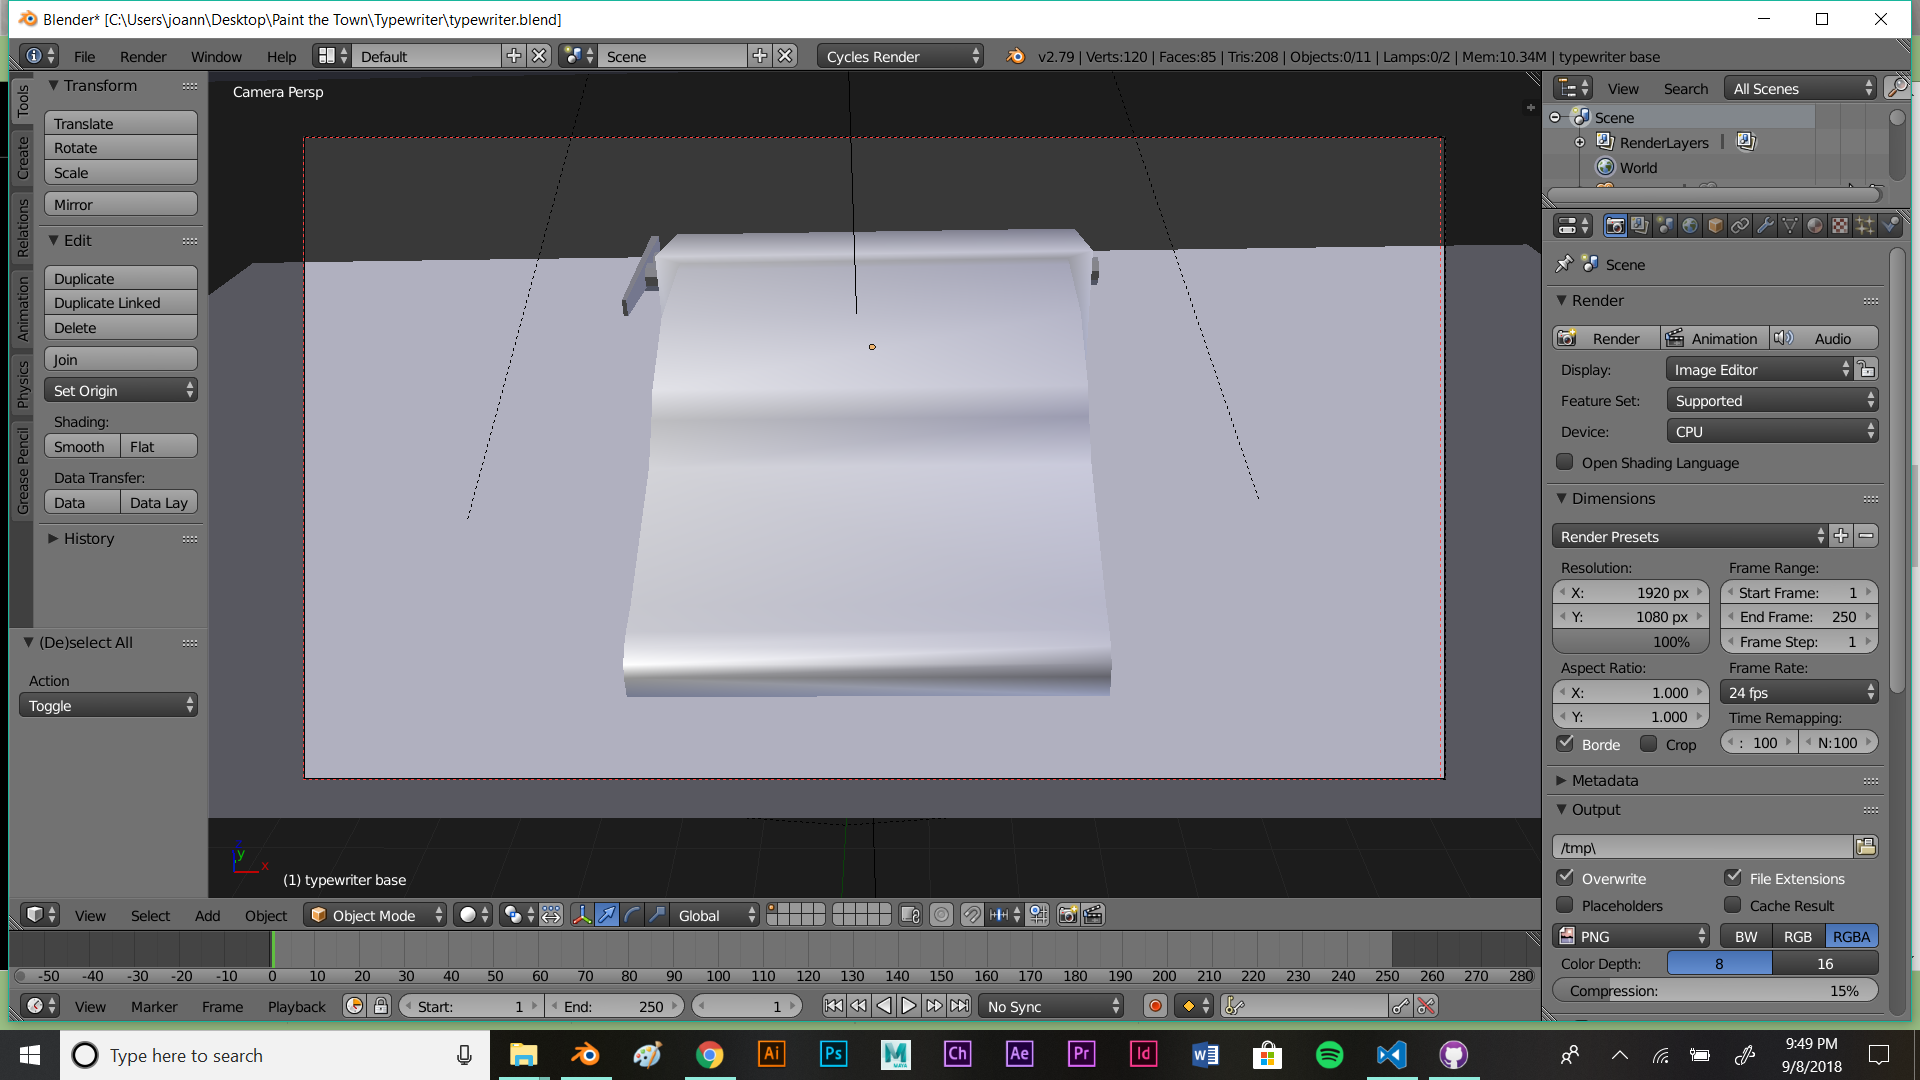 Blender* [C:\Users\joann\Desktop\Paint the Town\Typewriter\typewriter.blend]
File Render Window Help Default Scene Cycles Render v2.79 | Verts:120 | Faces:85 | Tris:208 | Objects:0/11 | Lamps:0/2 | Mem:10.34M | typewriter base
Tools
Create
Relations
Animation
Physics
Grease Pencil
Transform
Translate
Rotate
Scale
Mirror
Edit
Duplicate
Duplicate Linked
Delete
Join
Set Origin
Shading:
Smooth Flat
Data Transfer:
Data Data Lay
History
(De)select All
Action
Toggle
Camera Persp
y
x
(1) typewriter base
View Select Add Object Object Mode Global
-50 -40 -30 -20 -10 0 10 20 30 40 50 60 70 80 90 100 110 120 130 140 150 160 170 180 190 200 210 220 230 240 250 260 270 280
View Marker Frame Playback Start: 1 End: 250 1 No Sync
View Search All Scenes
Scene
RenderLayers
World
Scene
Render
Render Animation Audio
Display: Image Editor
Feature Set: Supported
Device: CPU
Open Shading Language
Dimensions
Render Presets
Resolution: Frame Range:
X: 1920 px Start Frame: 1
Y: 1080 px End Frame: 250
100% Frame Step: 1
Aspect Ratio: Frame Rate:
X: 1.000 24 fps
Y: 1.000 Time Remapping:
Borde Crop : 100 N:100
Metadata
Output
/tmp\
Overwrite File Extensions
Placeholders Cache Result
PNG BW RGB RGBA
Color Depth: 8 16
Compression: 15%
Type here to search
Ai Ps M MAYA Ch Ae Pr Id W
9:49 PM
9/8/2018